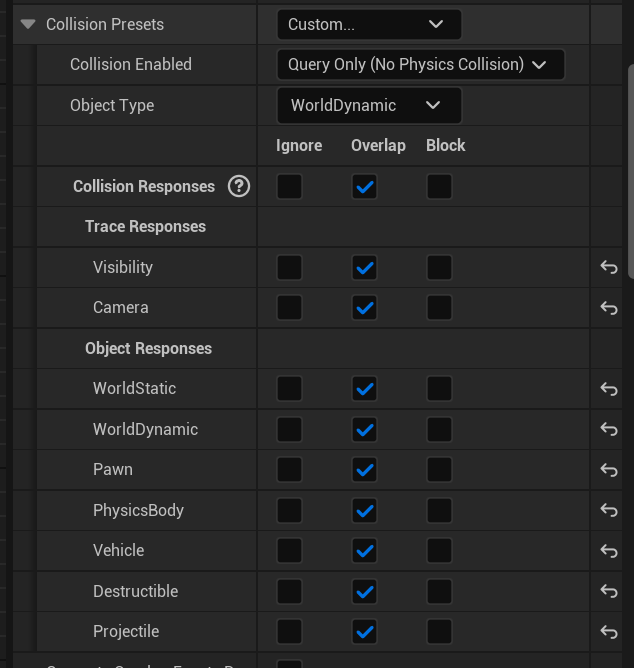 Collision Presets Custom...
Collision Enabled Query Only (No Physics Collision)
Object Type WorldDynamic
Ignore Overlap Block
Collision Responses ?
Trace Responses
Visibility
Camera
Object Responses
WorldStatic
WorldDynamic
Pawn
PhysicsBody
Vehicle
Destructible
Projectile